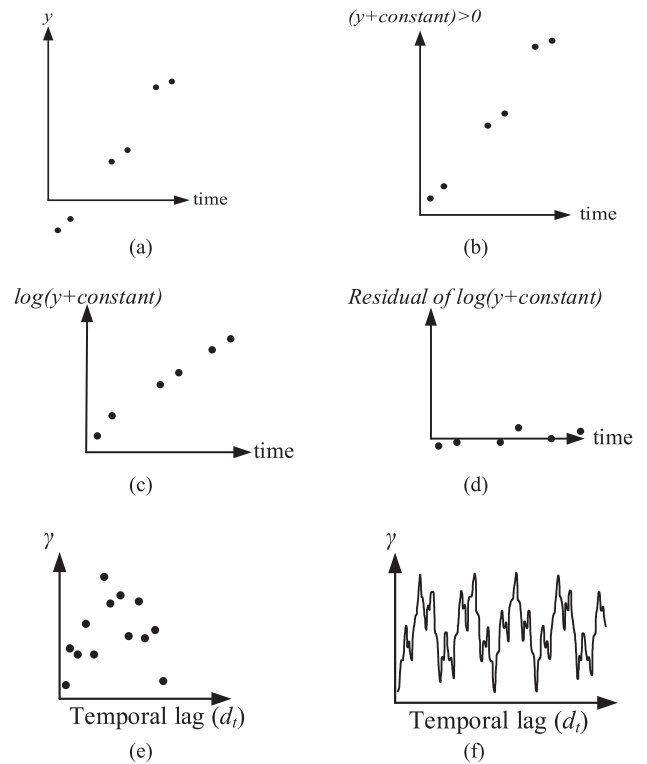 y
(y+constant)>0
time
time
(a)
(b)
log(y+constant)
Residual of log(y+constant)
time
time
(c)
(d)
γ
γ
Temporal lag (dt)
Temporal lag (dt)
(e)
(f)